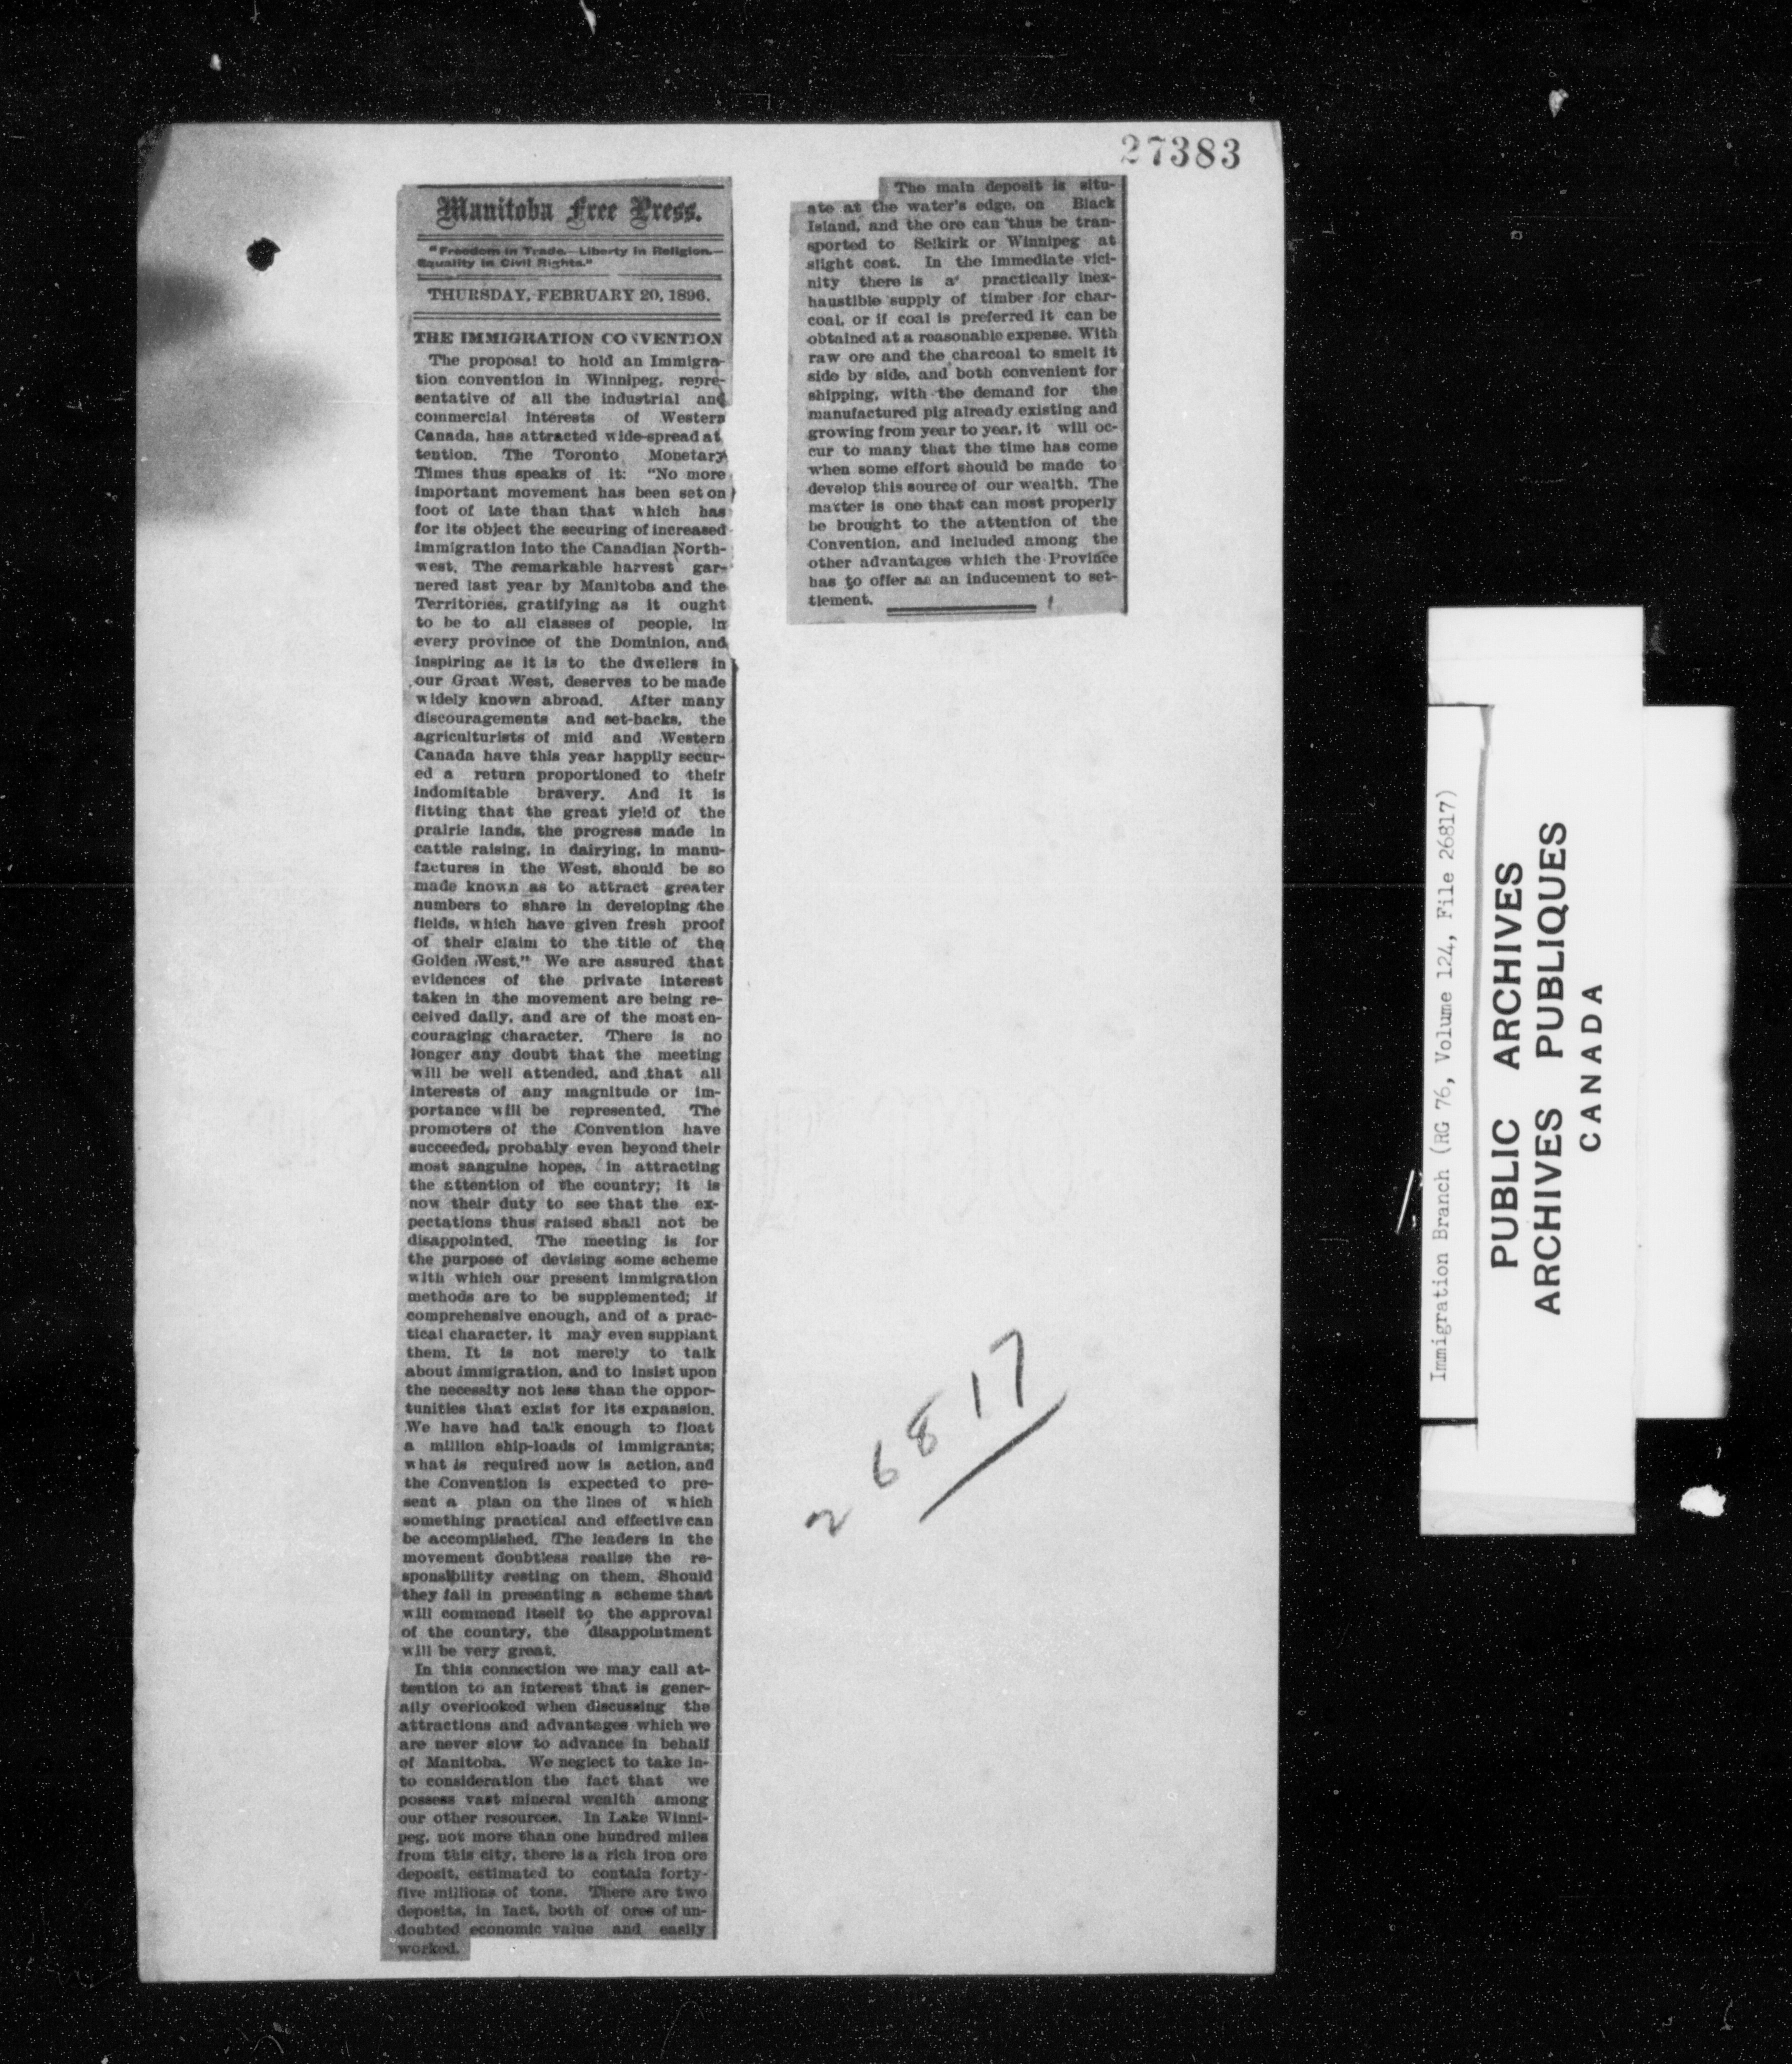 27383
Manitoba Free Press.
"Freedom in Trade—Liberty in Religion—
Equality in Civil Rights."
THURSDAY, FEBRUARY 20, 1896.
THE IMMIGRATION CONVENTION
The proposal to hold an Immigra-
tion convention in Winnipeg, repre-
sentative of all the industrial and
commercial interests of Western
Canada, has attracted wide-spread at
tention. The Toronto Monetary
Times thus speaks of it: "No more
important movement has been set on
foot of late than that which has
for its object the securing of increased
immigration into the Canadian North-
west. The remarkable harvest gar-
nered last year by Manitoba and the
Territories, gratifying as it ought
to be to all classes of people, in
every province of the Dominion, and
inspiring as it is to the dwellers in
our Great West, deserves to be made
widely known abroad. After many
discouragements and set-backs, the
agriculturists of mid and Western
Canada have this year happily secur-
ed a return proportioned to their
indomitable bravery. And it is
fitting that the great yield of the
prairie lands, the progress made in
cattle raising, in dairying, in manu-
factures in the West, should be so
made known as to attract greater
numbers to share in developing the
fields, which have given fresh proof
of their claim to the title of the
Golden West." We are assured that
evidences of the private interest
taken in the movement are being re-
ceived daily, and are of the most en-
couraging character. There is no
longer any doubt that the meeting
will be well attended, and that all
interests of any magnitude or im-
portance will be represented. The
promoters of the Convention have
succeeded, probably even beyond their
most sanguine hopes, in attracting
the attention of the country; it is
now their duty to see that the ex-
pectations thus raised shall not be
disappointed. The meeting is for
the purpose of devising some scheme
with which our present immigration
methods are to be supplemented; if
comprehensive enough, and of a prac-
tical character, it may even supplant
them. It is not merely to talk
about immigration, and to insist upon
the necessity not less than the oppor-
tunities that exist for its expansion.
We have had talk enough to float
a million ship-loads of immigrants;
what is required now is action, and
the Convention is expected to pre-
sent a plan on the lines of which
something practical and effective can
be accomplished. The leaders in the
movement doubtless realize the re-
sponsibility resting on them. Should
they fail in presenting a scheme that
will commend itself to the approval
of the country, the disappointment
will be very great.
In this connection we may call at-
tention to an interest that is gener-
ally overlooked when discussing the
attractions and advantages which we
are never slow to advance in behalf
of Manitoba. We neglect to take in-
to consideration the fact that we
possess vast mineral wealth among
our other resources. In Lake Winni-
peg, not more than one hundred miles
from this city, there is a rich iron ore
deposit, estimated to contain forty-
five millions of tons. There are two
deposits, in fact, both of ores of un-
doubted economic value and easily
worked.
The main deposit is situ-
ate at the water's edge, on Black
Island, and the ore can thus be tran-
sported to Selkirk or Winnipeg at
slight cost. In the immediate vici-
nity there is a practically inex-
haustible supply of timber for char-
coal, or if coal is preferred it can be
obtained at a reasonable expense. With
raw ore and the charcoal to smelt it
side by side, and both convenient for
shipping, with the demand for the
manufactured pig already existing and
growing from year to year, it will oc-
cur to many that the time has come
when some effort should be made to
develop this source of our wealth. The
matter is one that can most properly
be brought to the attention of the
Convention, and included among the
other advantages which the Province
has to offer as an inducement to set-
tlement.
26817
Immigration Branch (RG 76, Volume 124, File 26817)
PUBLIC ARCHIVES
ARCHIVES PUBLIQUES
CANADA